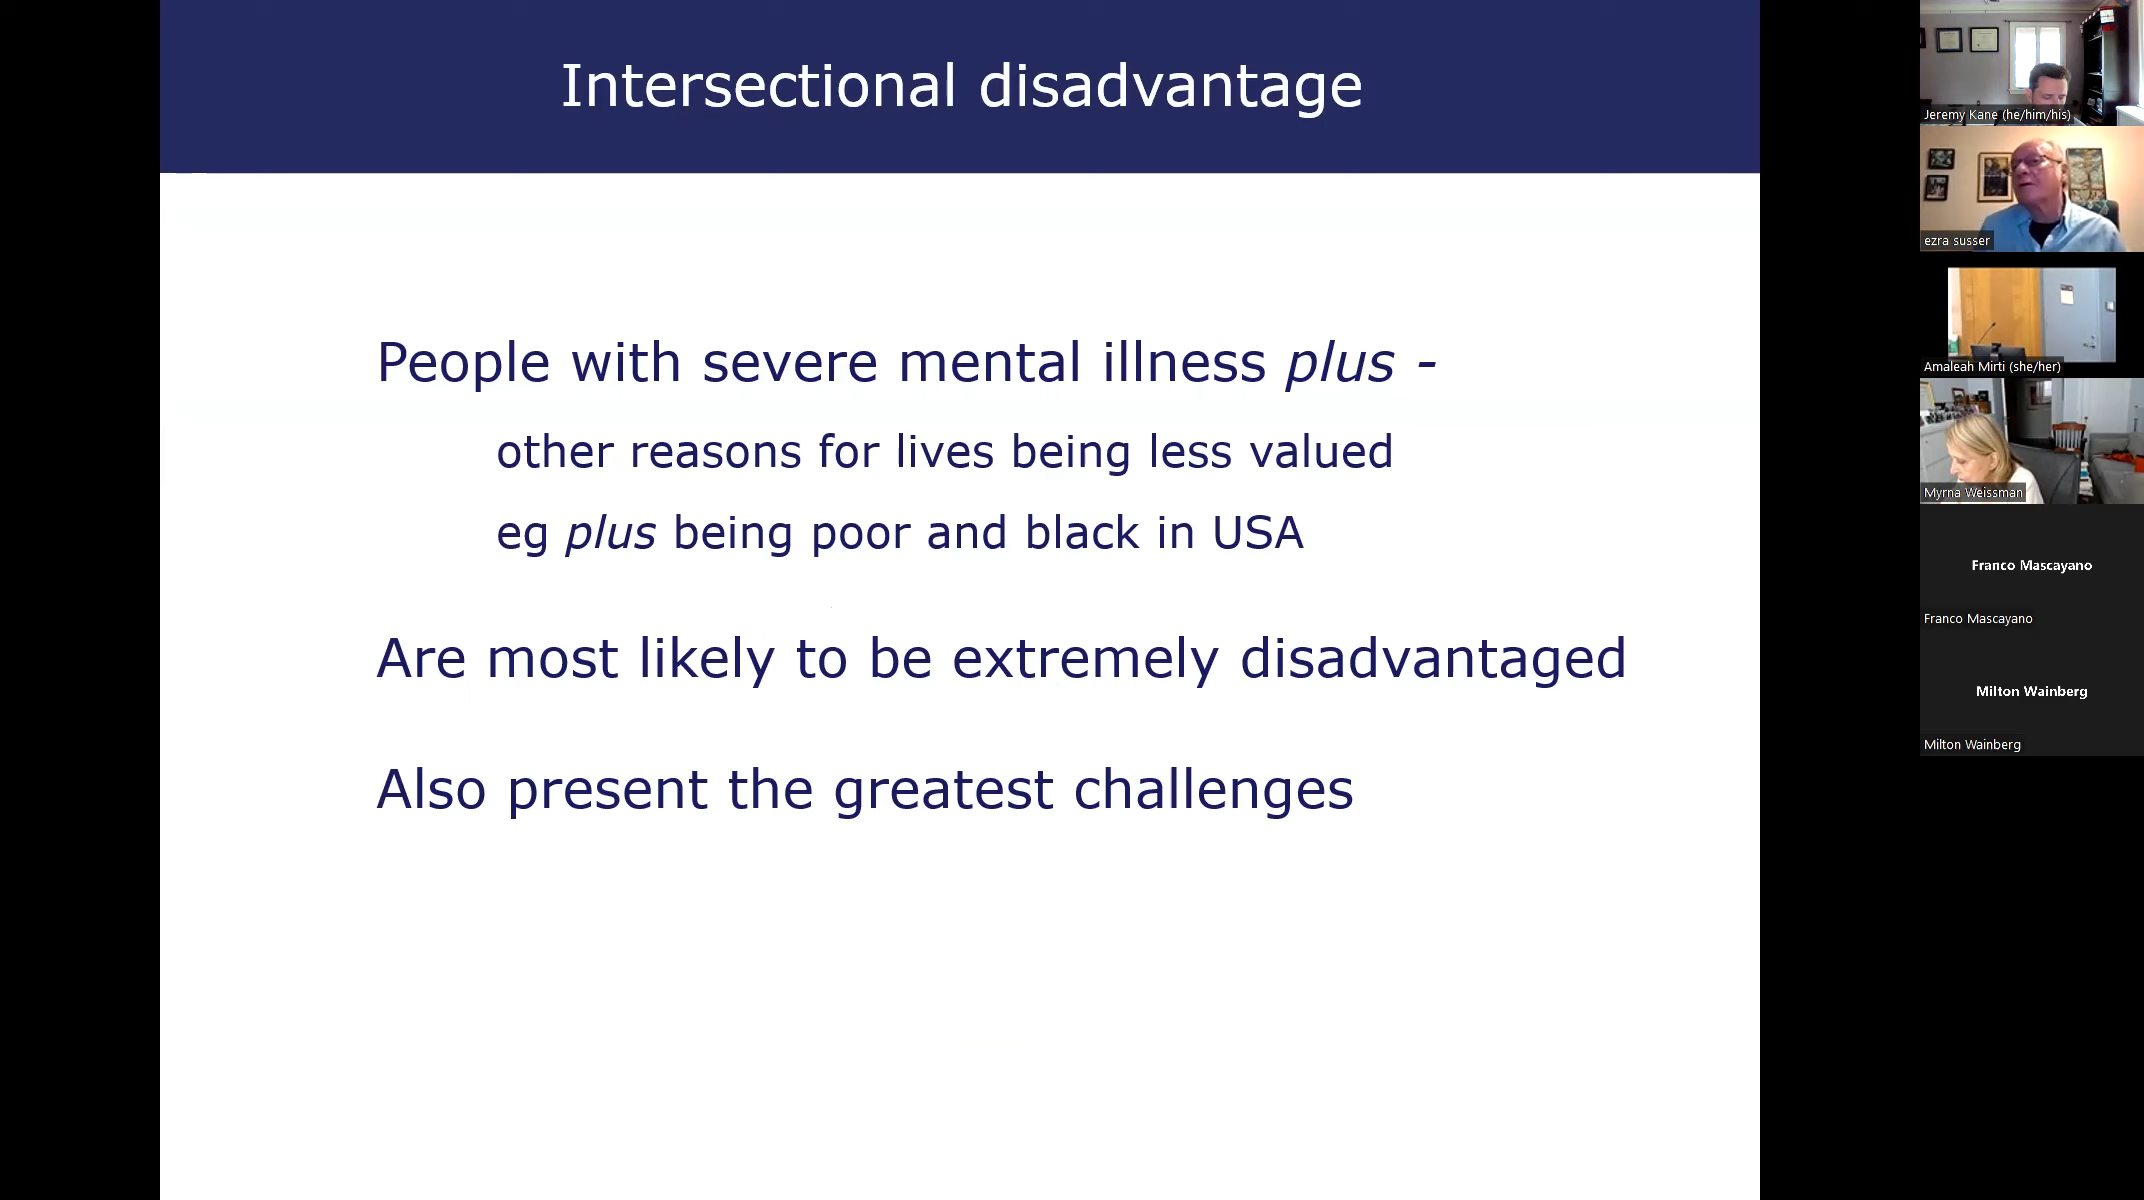 Intersectional disadvantage
People with severe mental illness plus -
other reasons for lives being less valued
eg plus being poor and black in USA
Are most likely to be extremely disadvantaged
Also present the greatest challenges
Jeremy Kane (he/him/his)
ezra susser
Amaleah Mirti (she/her)
Myrna Weissman
Franco Mascayano
Franco Mascayano
Milton Wainberg
Milton Wainberg